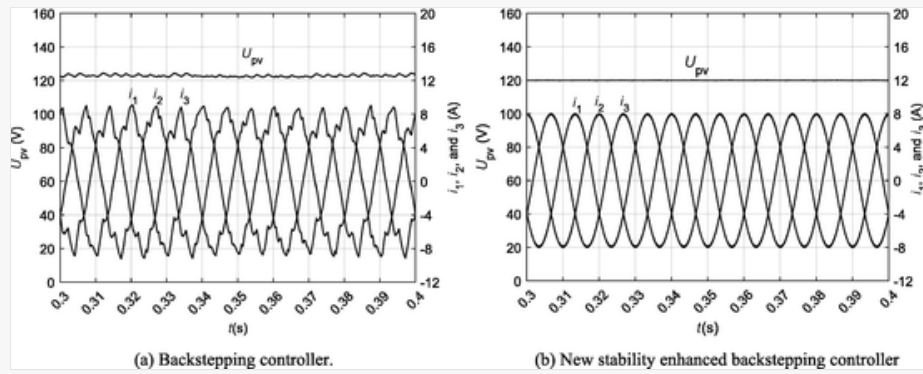 160
140
120
100
80
60
40
20
0
U_pv (V)
20
16
12
8
4
0
-4
-8
-12
i_1, i_2, and i_3 (A)
U_pv
i_1 i_2 i_3
0.3 0.31 0.32 0.33 0.34 0.35 0.36 0.37 0.38 0.39 0.4
t(s)
(a) Backstepping controller.
160
140
120
100
80
60
40
20
0
U_pv (V)
20
16
12
8
4
0
-4
-8
-12
i_1, i_2, and i_3 (A)
U_pv
i_1 i_2 i_3
0.3 0.31 0.32 0.33 0.34 0.35 0.36 0.37 0.38 0.39 0.4
t(s)
(b) New stability enhanced backstepping controller